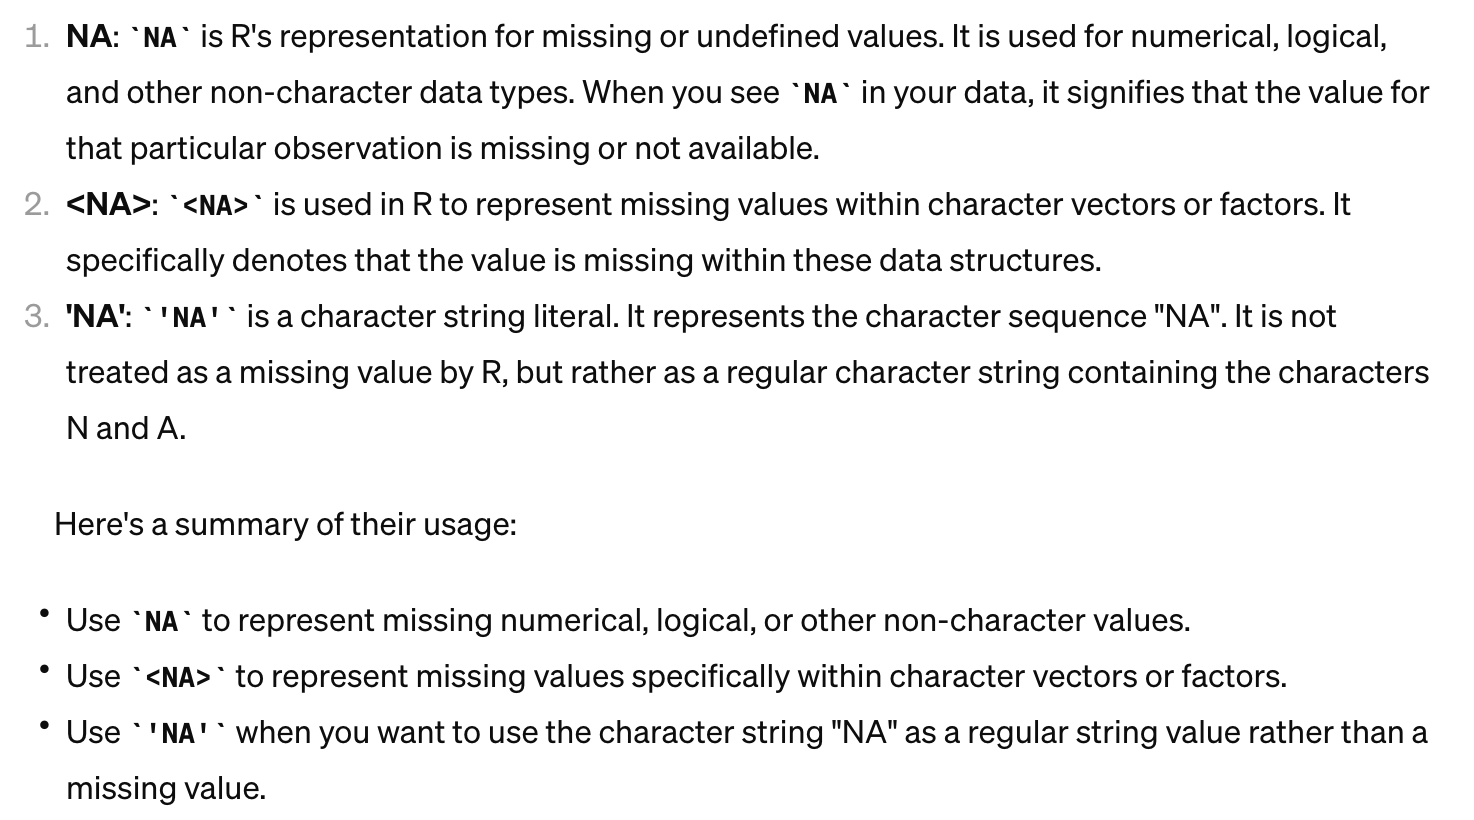 1. NA: `NA` is R's representation for missing or undefined values. It is used for numerical, logical,
and other non-character data types. When you see `NA` in your data, it signifies that the value for
that particular observation is missing or not available.
2. <NA>: `<NA>` is used in R to represent missing values within character vectors or factors. It
specifically denotes that the value is missing within these data structures.
3. 'NA': `'NA'` is a character string literal. It represents the character sequence "NA". It is not
treated as a missing value by R, but rather as a regular character string containing the characters
N and A.
Here's a summary of their usage:
• Use `NA` to represent missing numerical, logical, or other non-character values.
• Use `<NA>` to represent missing values specifically within character vectors or factors.
• Use `'NA'` when you want to use the character string "NA" as a regular string value rather than a
missing value.